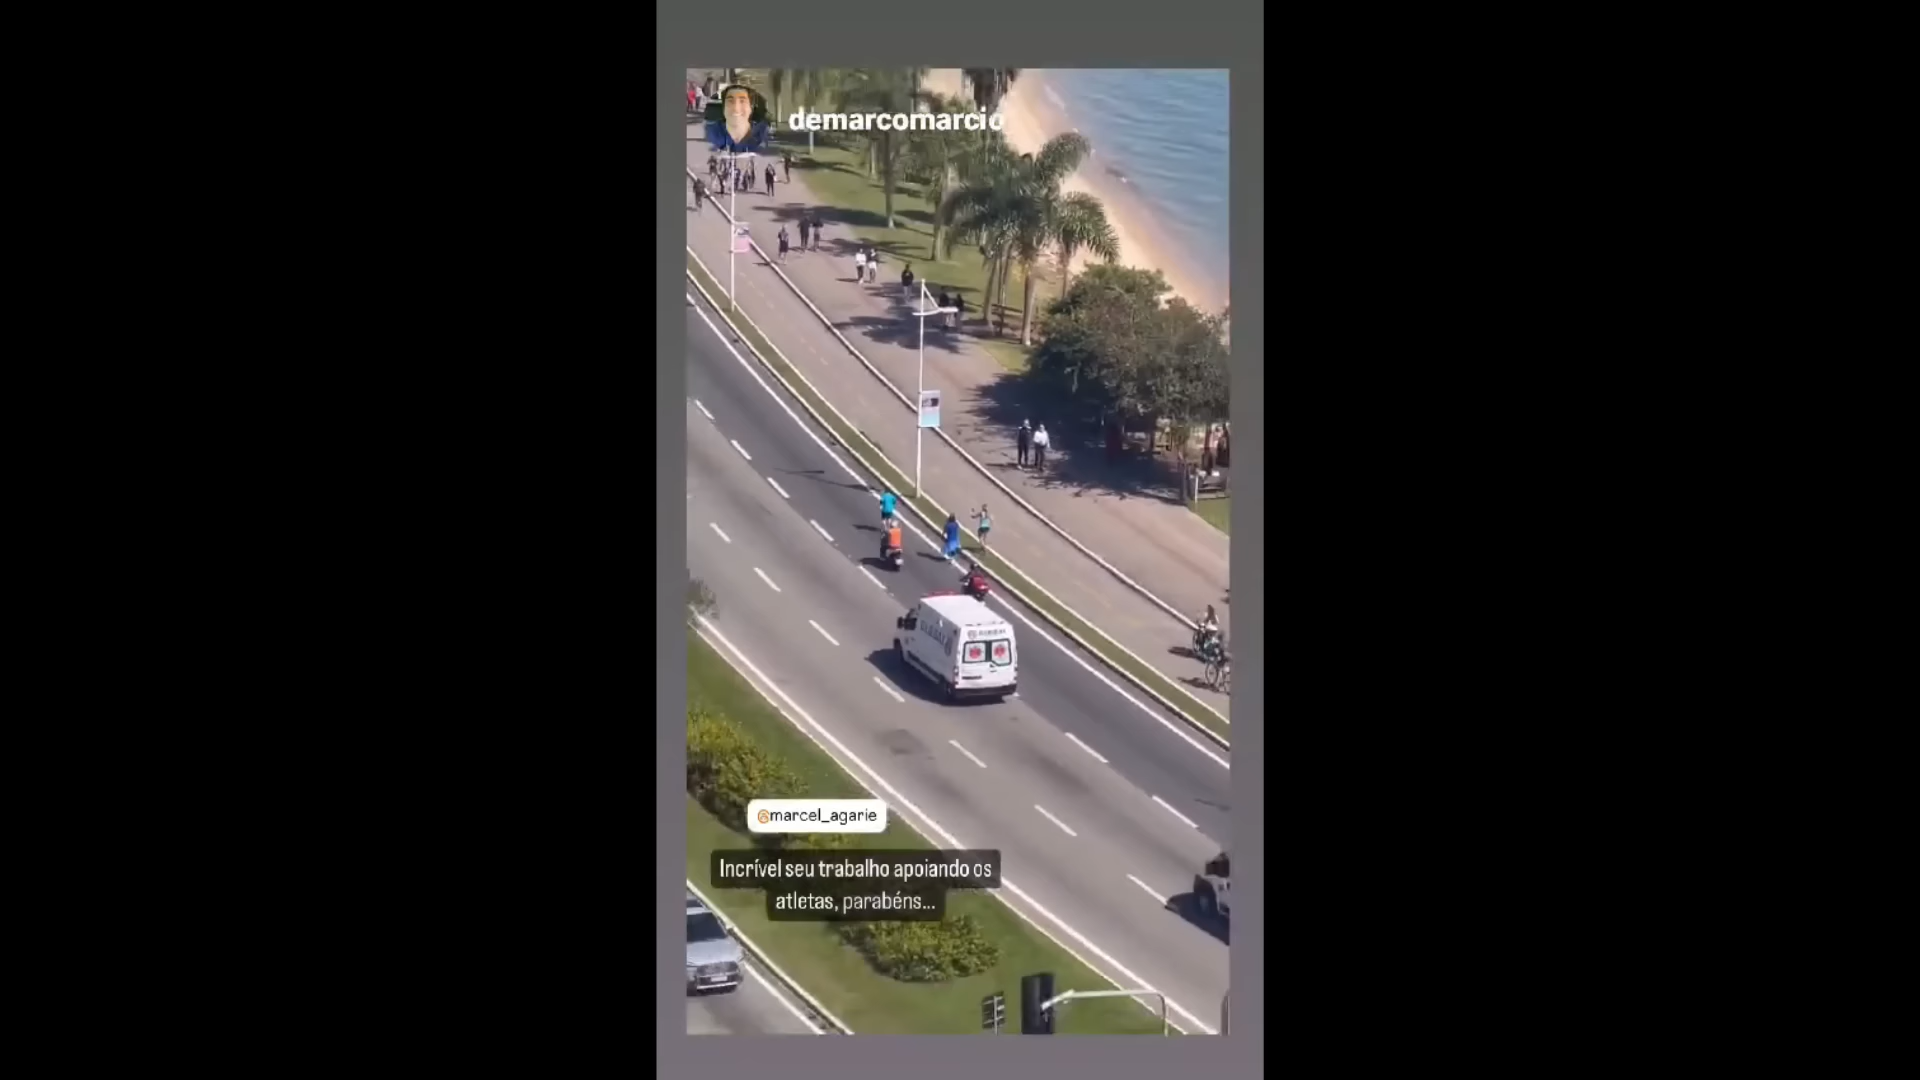 demarcomarcio
@marcel_agarie
Incrível seu trabalho apoiando os
atletas, parabéns...